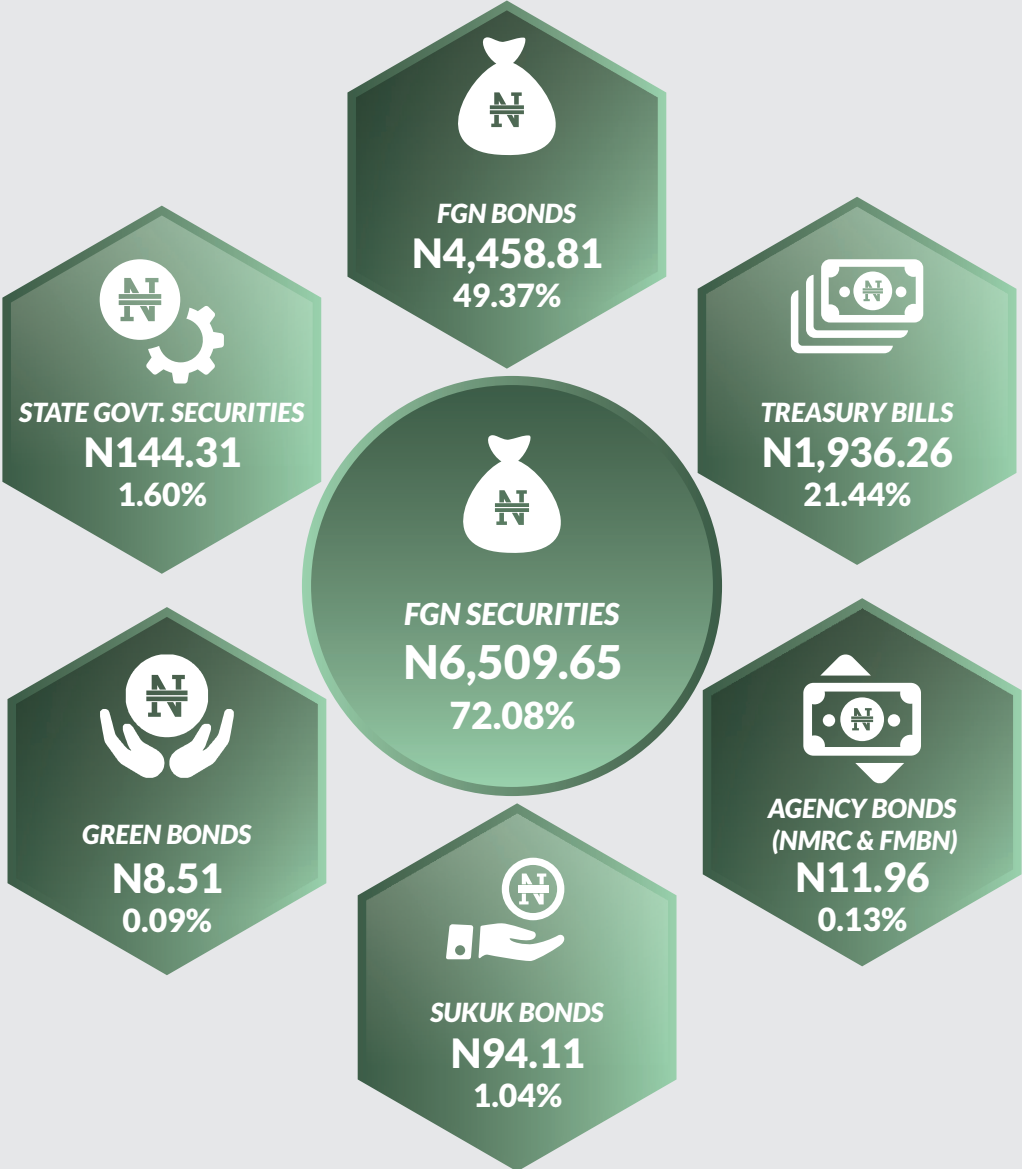 FGN BONDS
N4,458.81
49.37%
STATE GOVT. SECURITIES
N144.31
1.60%
TREASURY BILLS
N1,936.26
21.44%
FGN SECURITIES
N6,509.65
72.08%
GREEN BONDS
N8.51
0.09%
AGENCY BONDS
(NMRC & FMBN)
N11.96
0.13%
SUKUK BONDS
N94.11
1.04%